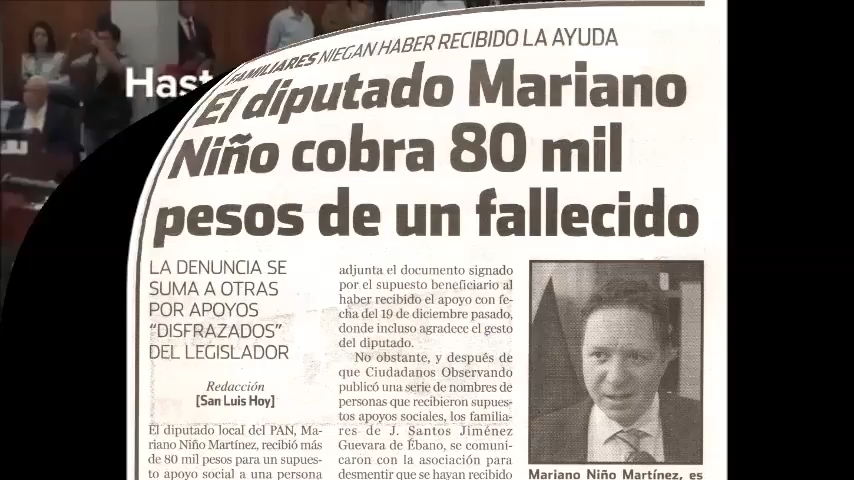 Hast
FAMILIARES NIEGAN HABER RECIBIDO LA AYUDA
El diputado Mariano
Niño cobra 80 mil
pesos de un fallecido
LA DENUNCIA SE
SUMA A OTRAS
POR APOYOS
“DISFRAZADOS”
DEL LEGISLADOR
Redacción
[San Luis Hoy]
El diputado local del PAN, Ma-
riano Niño Martínez, recibió más
de 80 mil pesos para un supues-
to apoyo social a una persona
adjunta el documento signado
por el supuesto beneficiario al
haber recibido el apoyo con fe-
cha del 19 de diciembre pasado,
donde incluso agradece el gesto
del diputado.
No obstante, y después de
que Ciudadanos Observando
publicó una serie de nombres de
personas que recibieron supues-
tos apoyos sociales, los familia-
res de J. Santos Jiménez
Guevara de Ébano, se comuni-
caron con la asociación para
desmentir que se hayan recibido
Mariano Niño Martínez, es